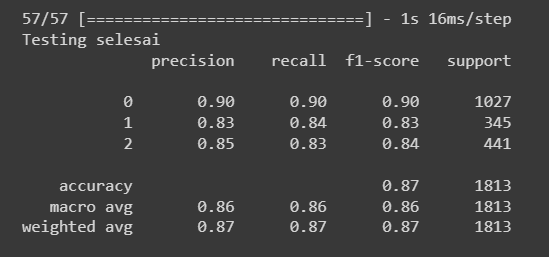 57/57 [==============================] - 1s 16ms/step
Testing selesai
precision recall f1-score support
0 0.90 0.90 0.90 1027
1 0.83 0.84 0.83 345
2 0.85 0.83 0.84 441
accuracy 0.87 1813
macro avg 0.86 0.86 0.86 1813
weighted avg 0.87 0.87 0.87 1813